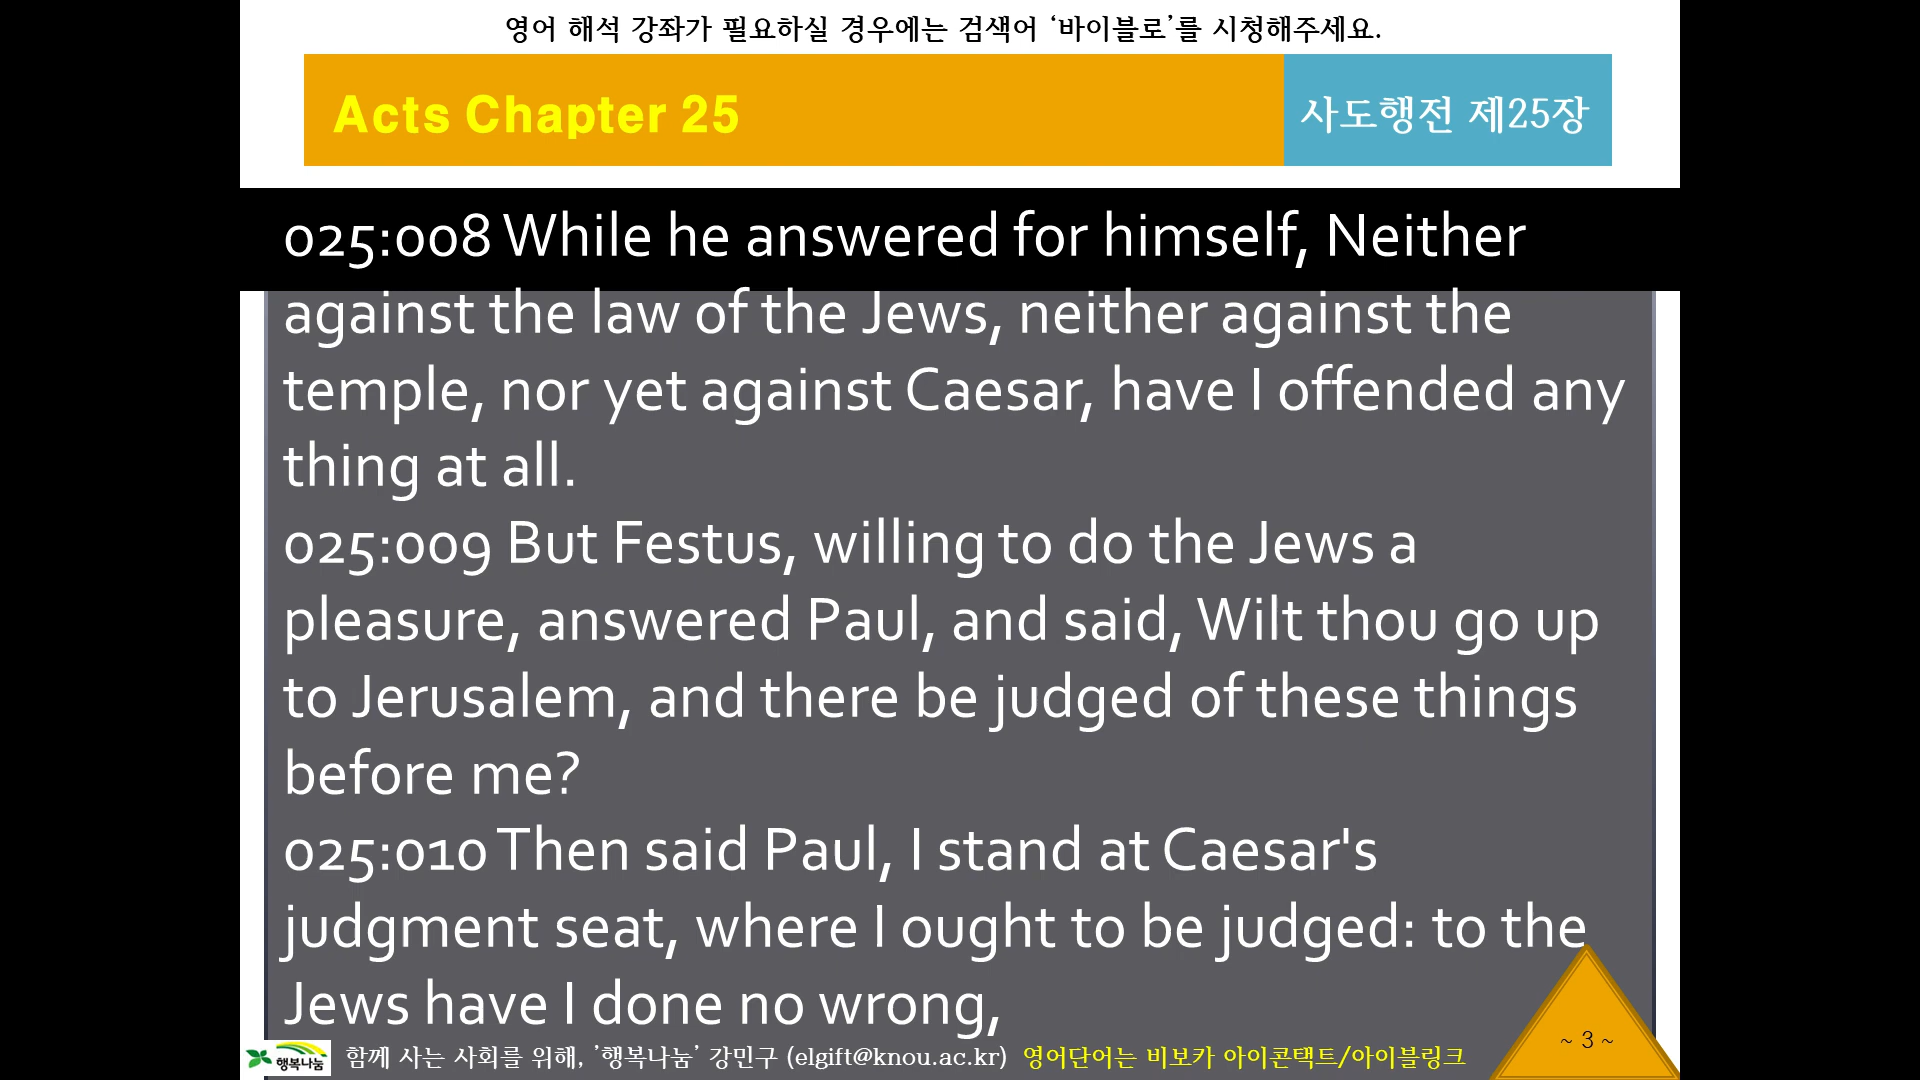 영어 해석 강좌가 필요하실 경우에는 검색어 ‘바이블로’를 시청해주세요.
Acts Chapter 25
사도행전 제25장
025:008 While he answered for himself, Neither
against the law of the Jews, neither against the
temple, nor yet against Caesar, have I offended any
thing at all.
025:009 But Festus, willing to do the Jews a
pleasure, answered Paul, and said, Wilt thou go up
to Jerusalem, and there be judged of these things
before me?
025:010 Then said Paul, I stand at Caesar's
judgment seat, where I ought to be judged: to the
Jews have I done no wrong,
~ 3 ~
행복나눔 함께 사는 사회를 위해, ’행복나눔’ 강민구 (elgift@knou.ac.kr) 영어단어는 비보카 아이콘택트/아이블링크